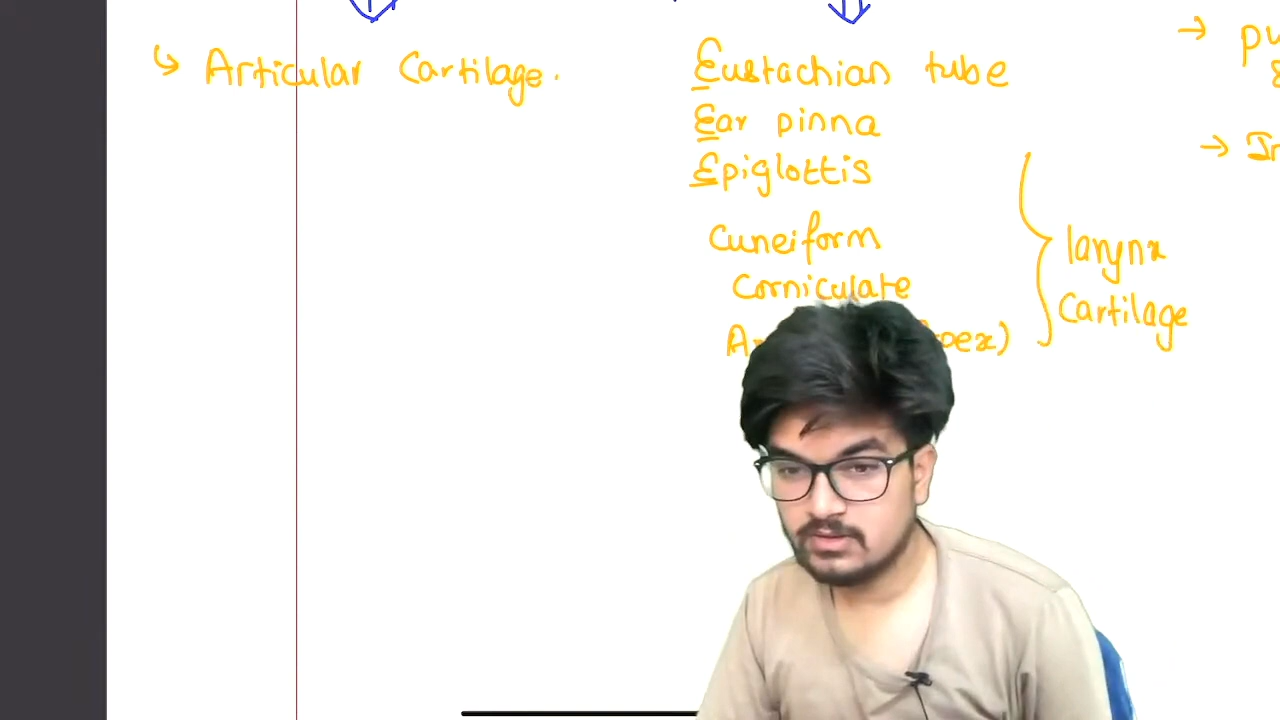 ↳ Articular Cartilage.
Eustachian tube
Ear pinna
Epiglottis
Cuneiform
Corniculate
larynx
Cartilage